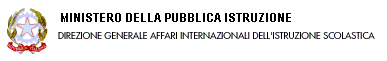 MINISTERO DELLA PUBBLICA ISTRUZIONE
DIREZIONE GENERALE AFFARI INTERNAZIONALI DELL'ISTRUZIONE SCOLASTICA